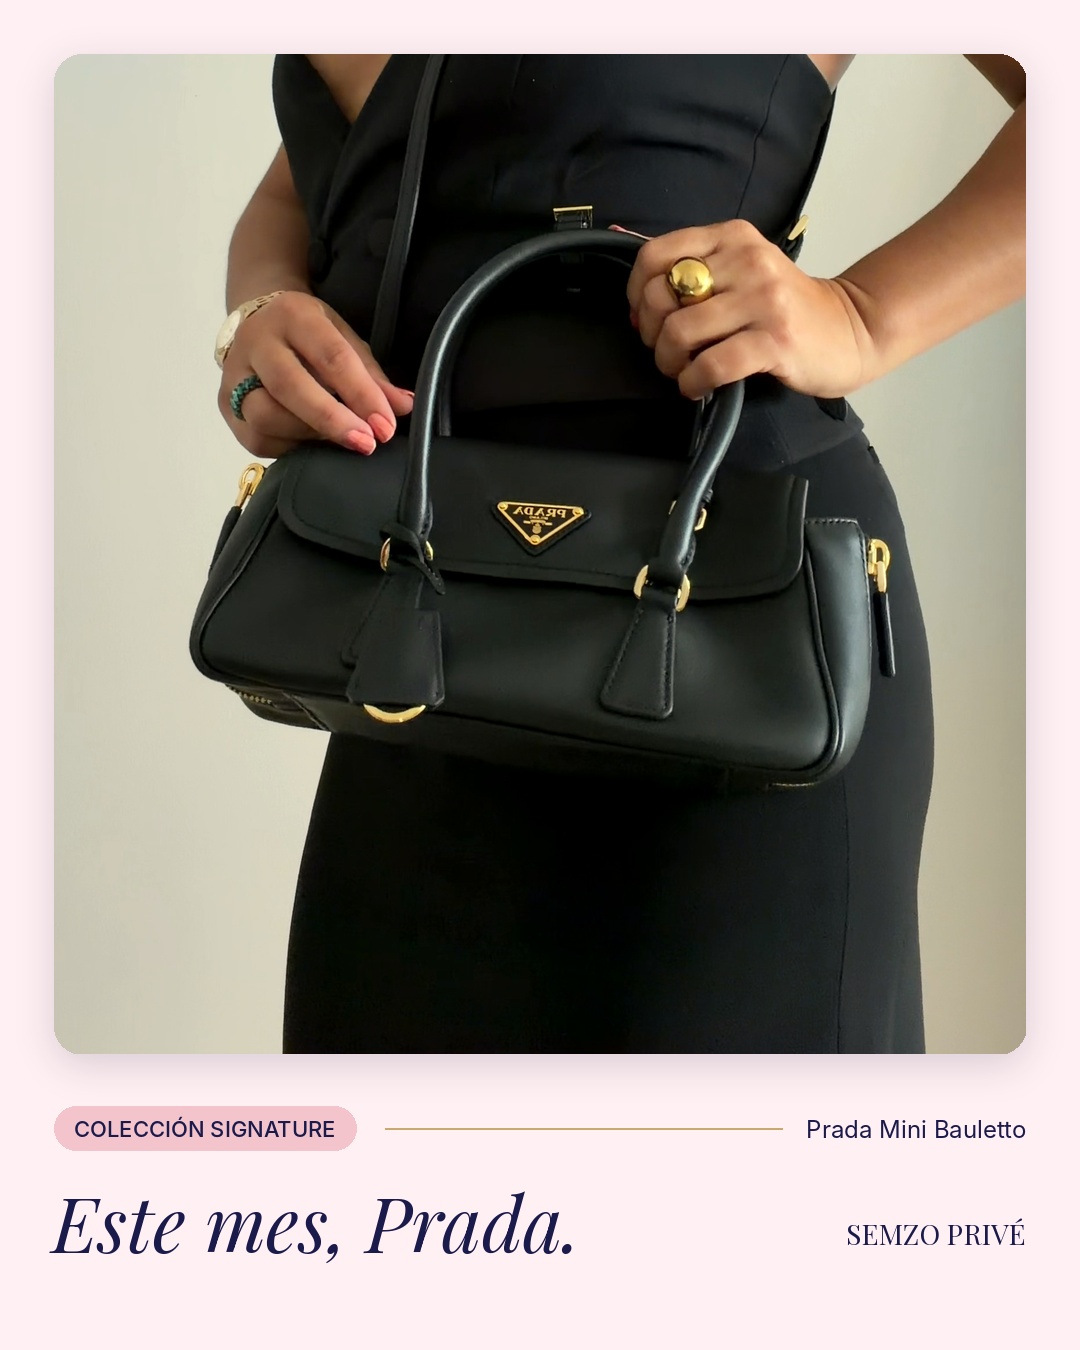 PRADA
COLECCIÓN SIGNATURE
Prada Mini Bauletto
Este mes, Prada.
SEMZO PRIVÉ